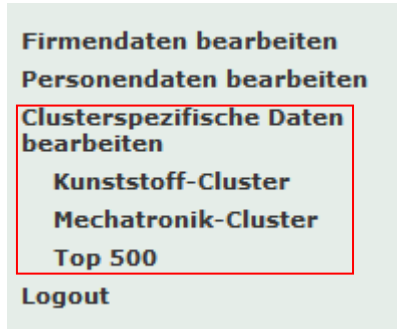 Firmendaten bearbeiten
Personendaten bearbeiten
Clusterspezifische Daten
bearbeiten
Kunststoff-Cluster
Mechatronik-Cluster
Top 500
Logout